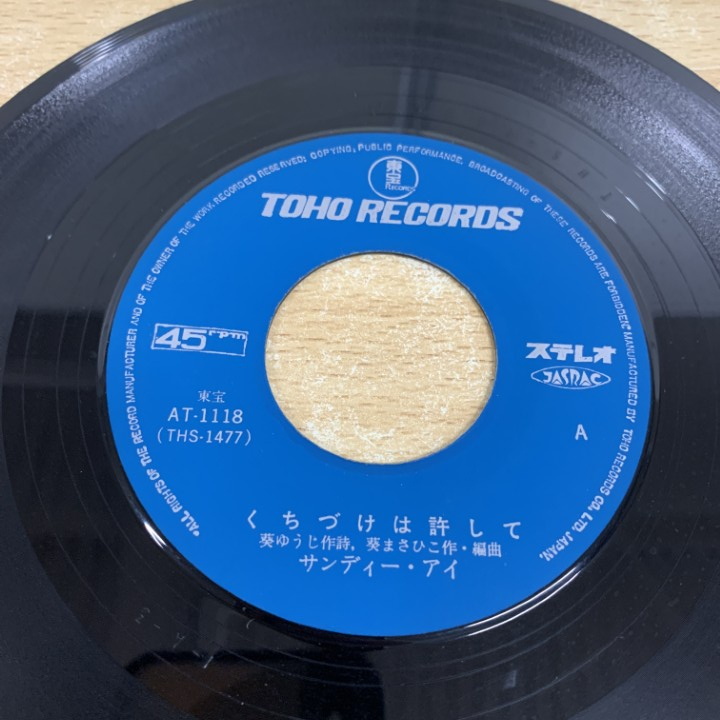 "ALL RIGHTS OF THE RECORD MANUFACTURER AND OF THE OWNER OF THE WORK RECORDED RESERVED; COPYING, PUBLIC PERFORMANCE, BROADCASTING OF THESE RECORDS ARE FORBIDDEN" MANUFACTURED BY TOHO RECORDS CO., LTD. JAPAN.
東宝
RECORDS
TOHO RECORDS
45rpm
ステレオ
JASRAC
東宝
AT-1118
(THS-1477)
A
くちづけは許して
葵ゆうじ作詩，葵まさひこ作・編曲
サンディー・アイ